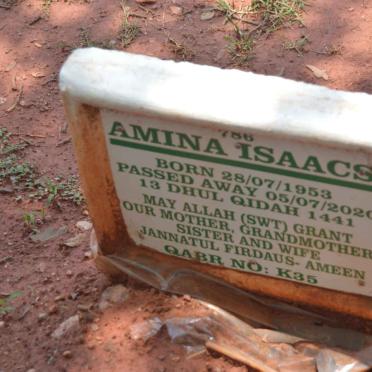 786
AMINA ISAACS
BORN 28/07/1953
PASSED AWAY 05/07/2020
13 DHUL QIDAH 1441
MAY ALLAH (SWT) GRANT
OUR MOTHER, GRANDMOTHER
SISTER AND WIFE
JANNATUL FIRDAUS- AMEEN
QABR NÖ: K35